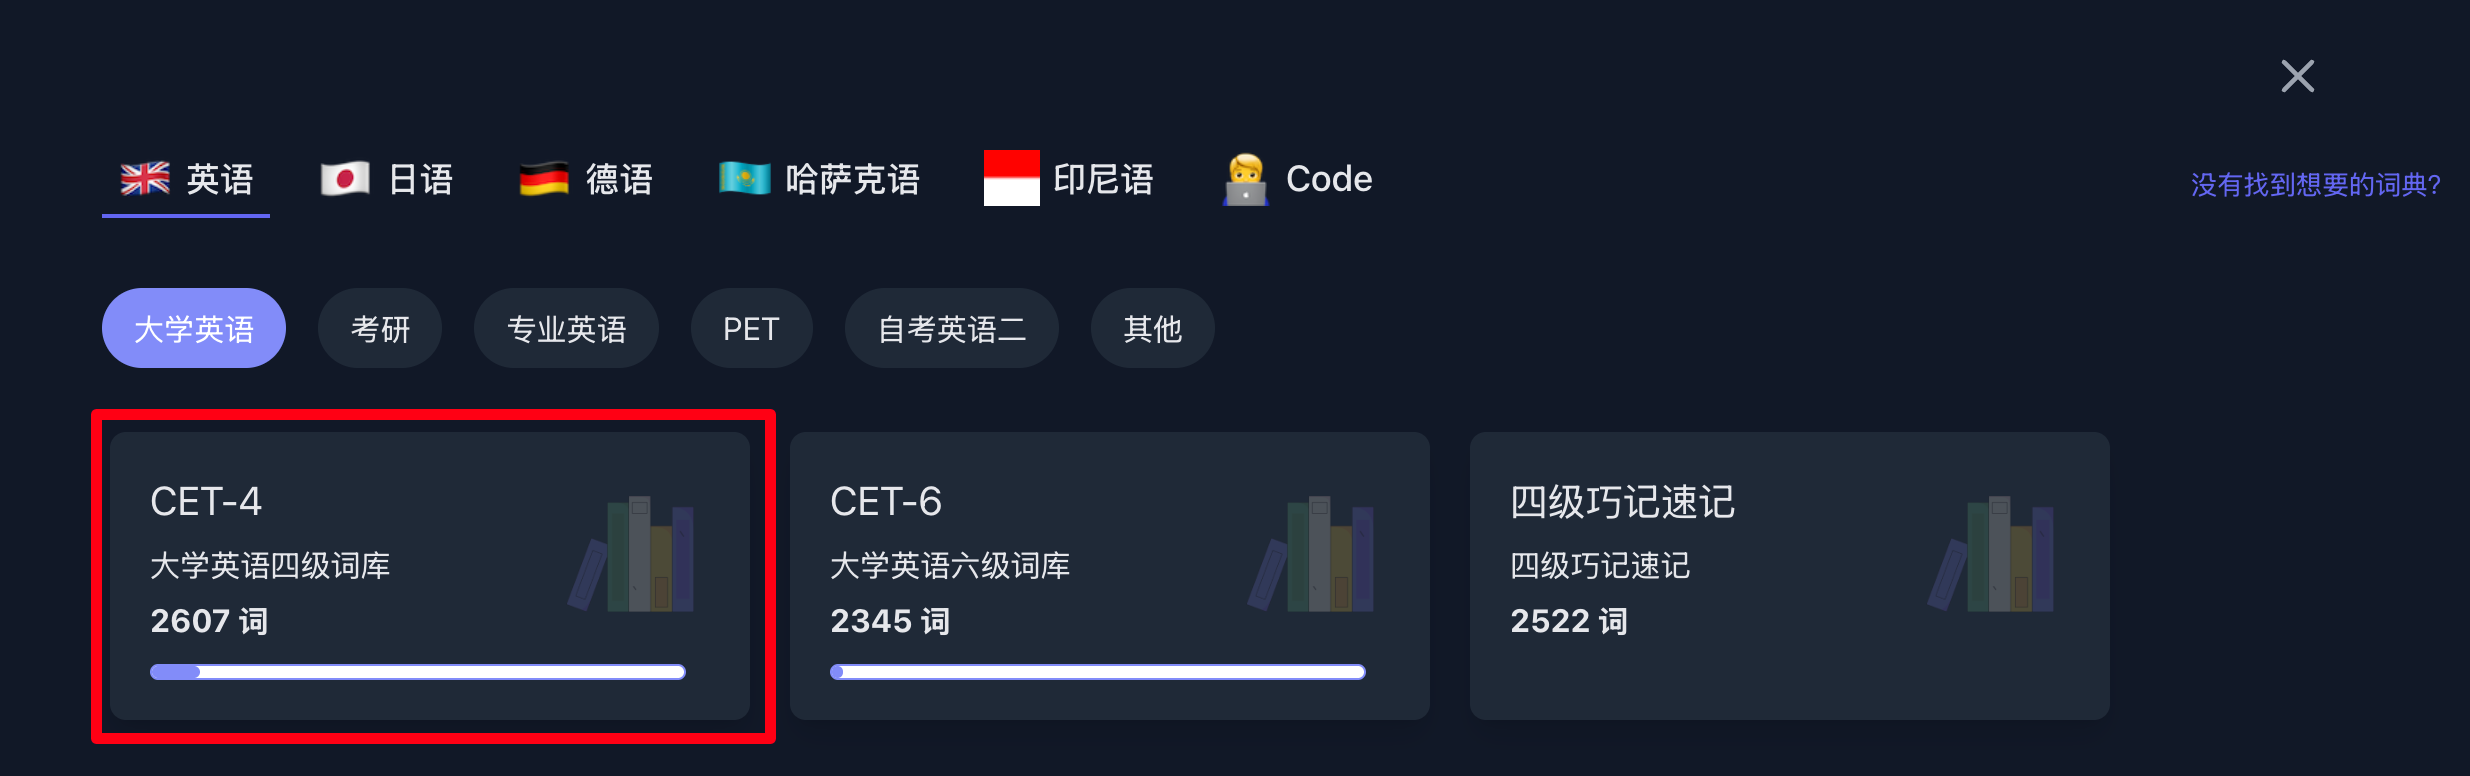 英语 日语 德语 哈萨克语 印尼语 Code
没有找到想要的词典?
大学英语 考研 专业英语 PET 自考英语二 其他
CET-4
大学英语四级词库
2607 词
CET-6
大学英语六级词库
2345 词
四级巧记速记
四级巧记速记
2522 词